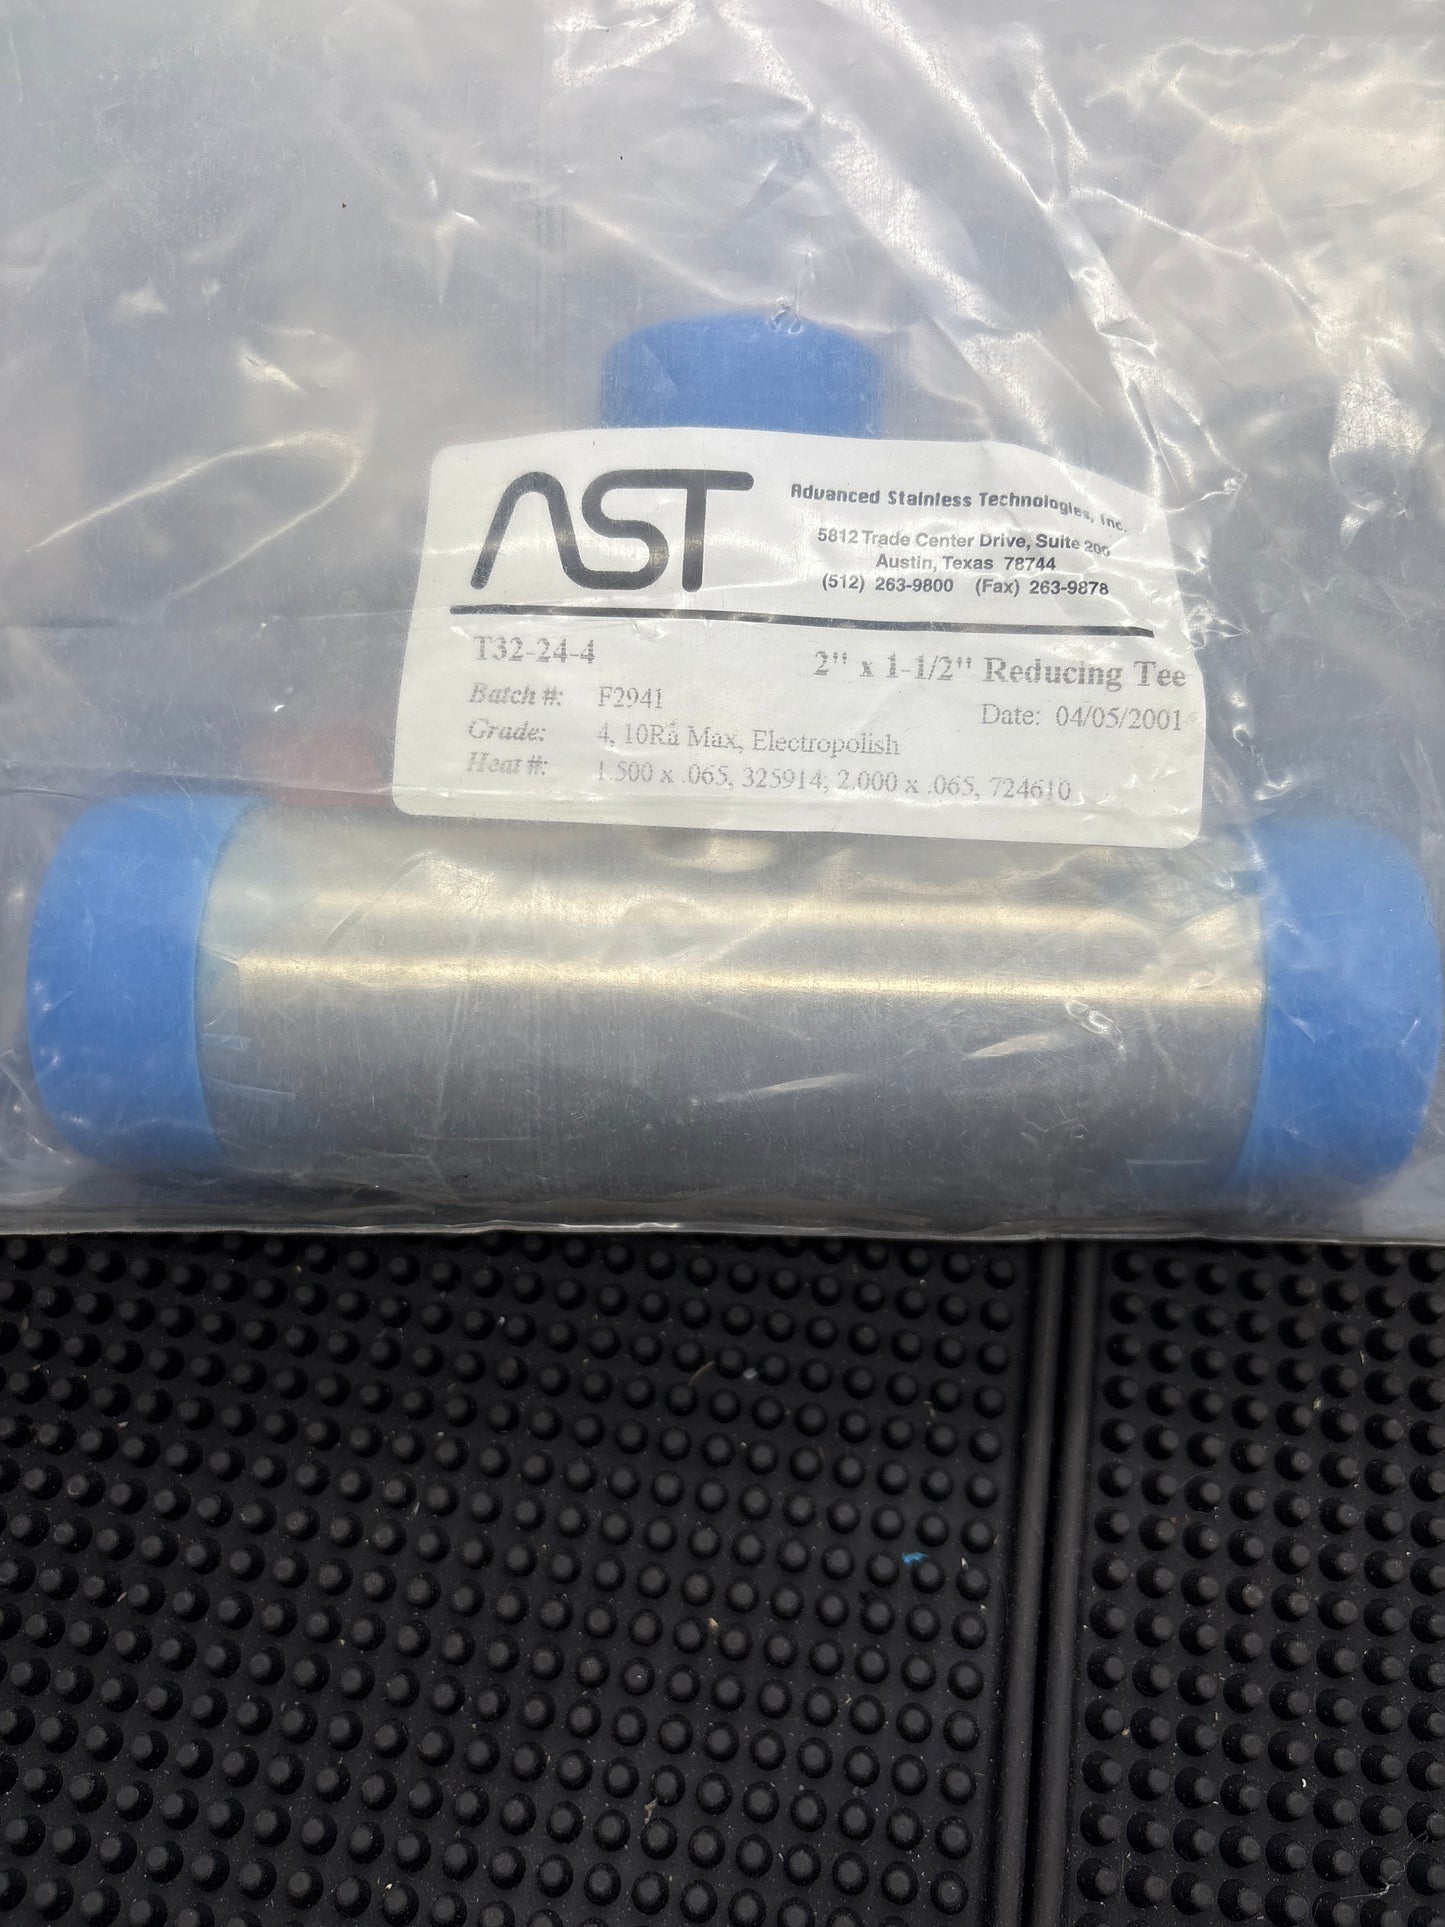 AST
Advanced Stainless Technologies, Inc.
5812 Trade Center Drive, Suite 200
Austin, Texas 78744
(512) 263-9800 (Fax) 263-9878
T32-24-4
2" x 1-1/2" Reducing Tee
Batch #: F2941
Date: 04/05/2001
Grade: 4, 10Ra Max, Electropolish
Heat #: 1.500 x .065, 325914; 2.000 x .065, 724610